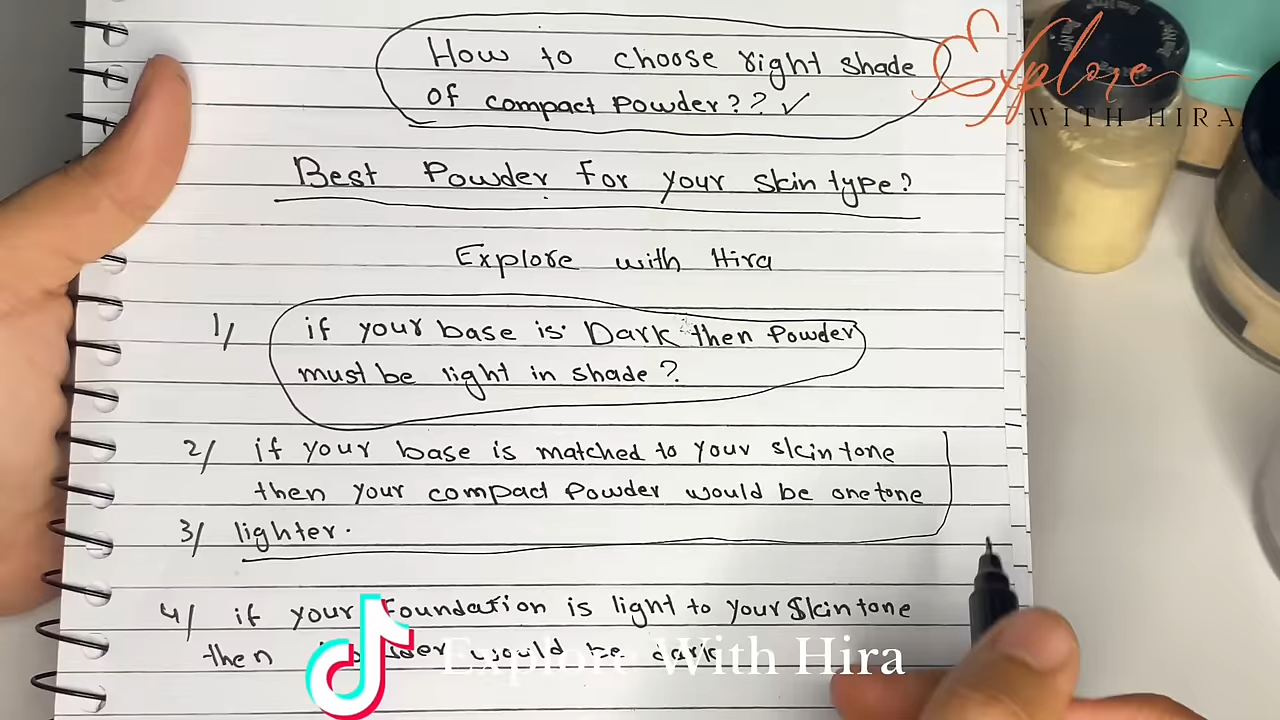 How to choose right shade
of compact Powder?? ✓
Explore
WITH HIRA
Best Powder for your skin type?
Explore with Hira
1/ if your base is Dark then Powder
must be light in shade?
2/ if your base is matched to your skin tone
then your compact Powder would be one tone
3/ lighter.
4/ if your Foundation is light to your skin tone
then would be dark
Explore With Hira